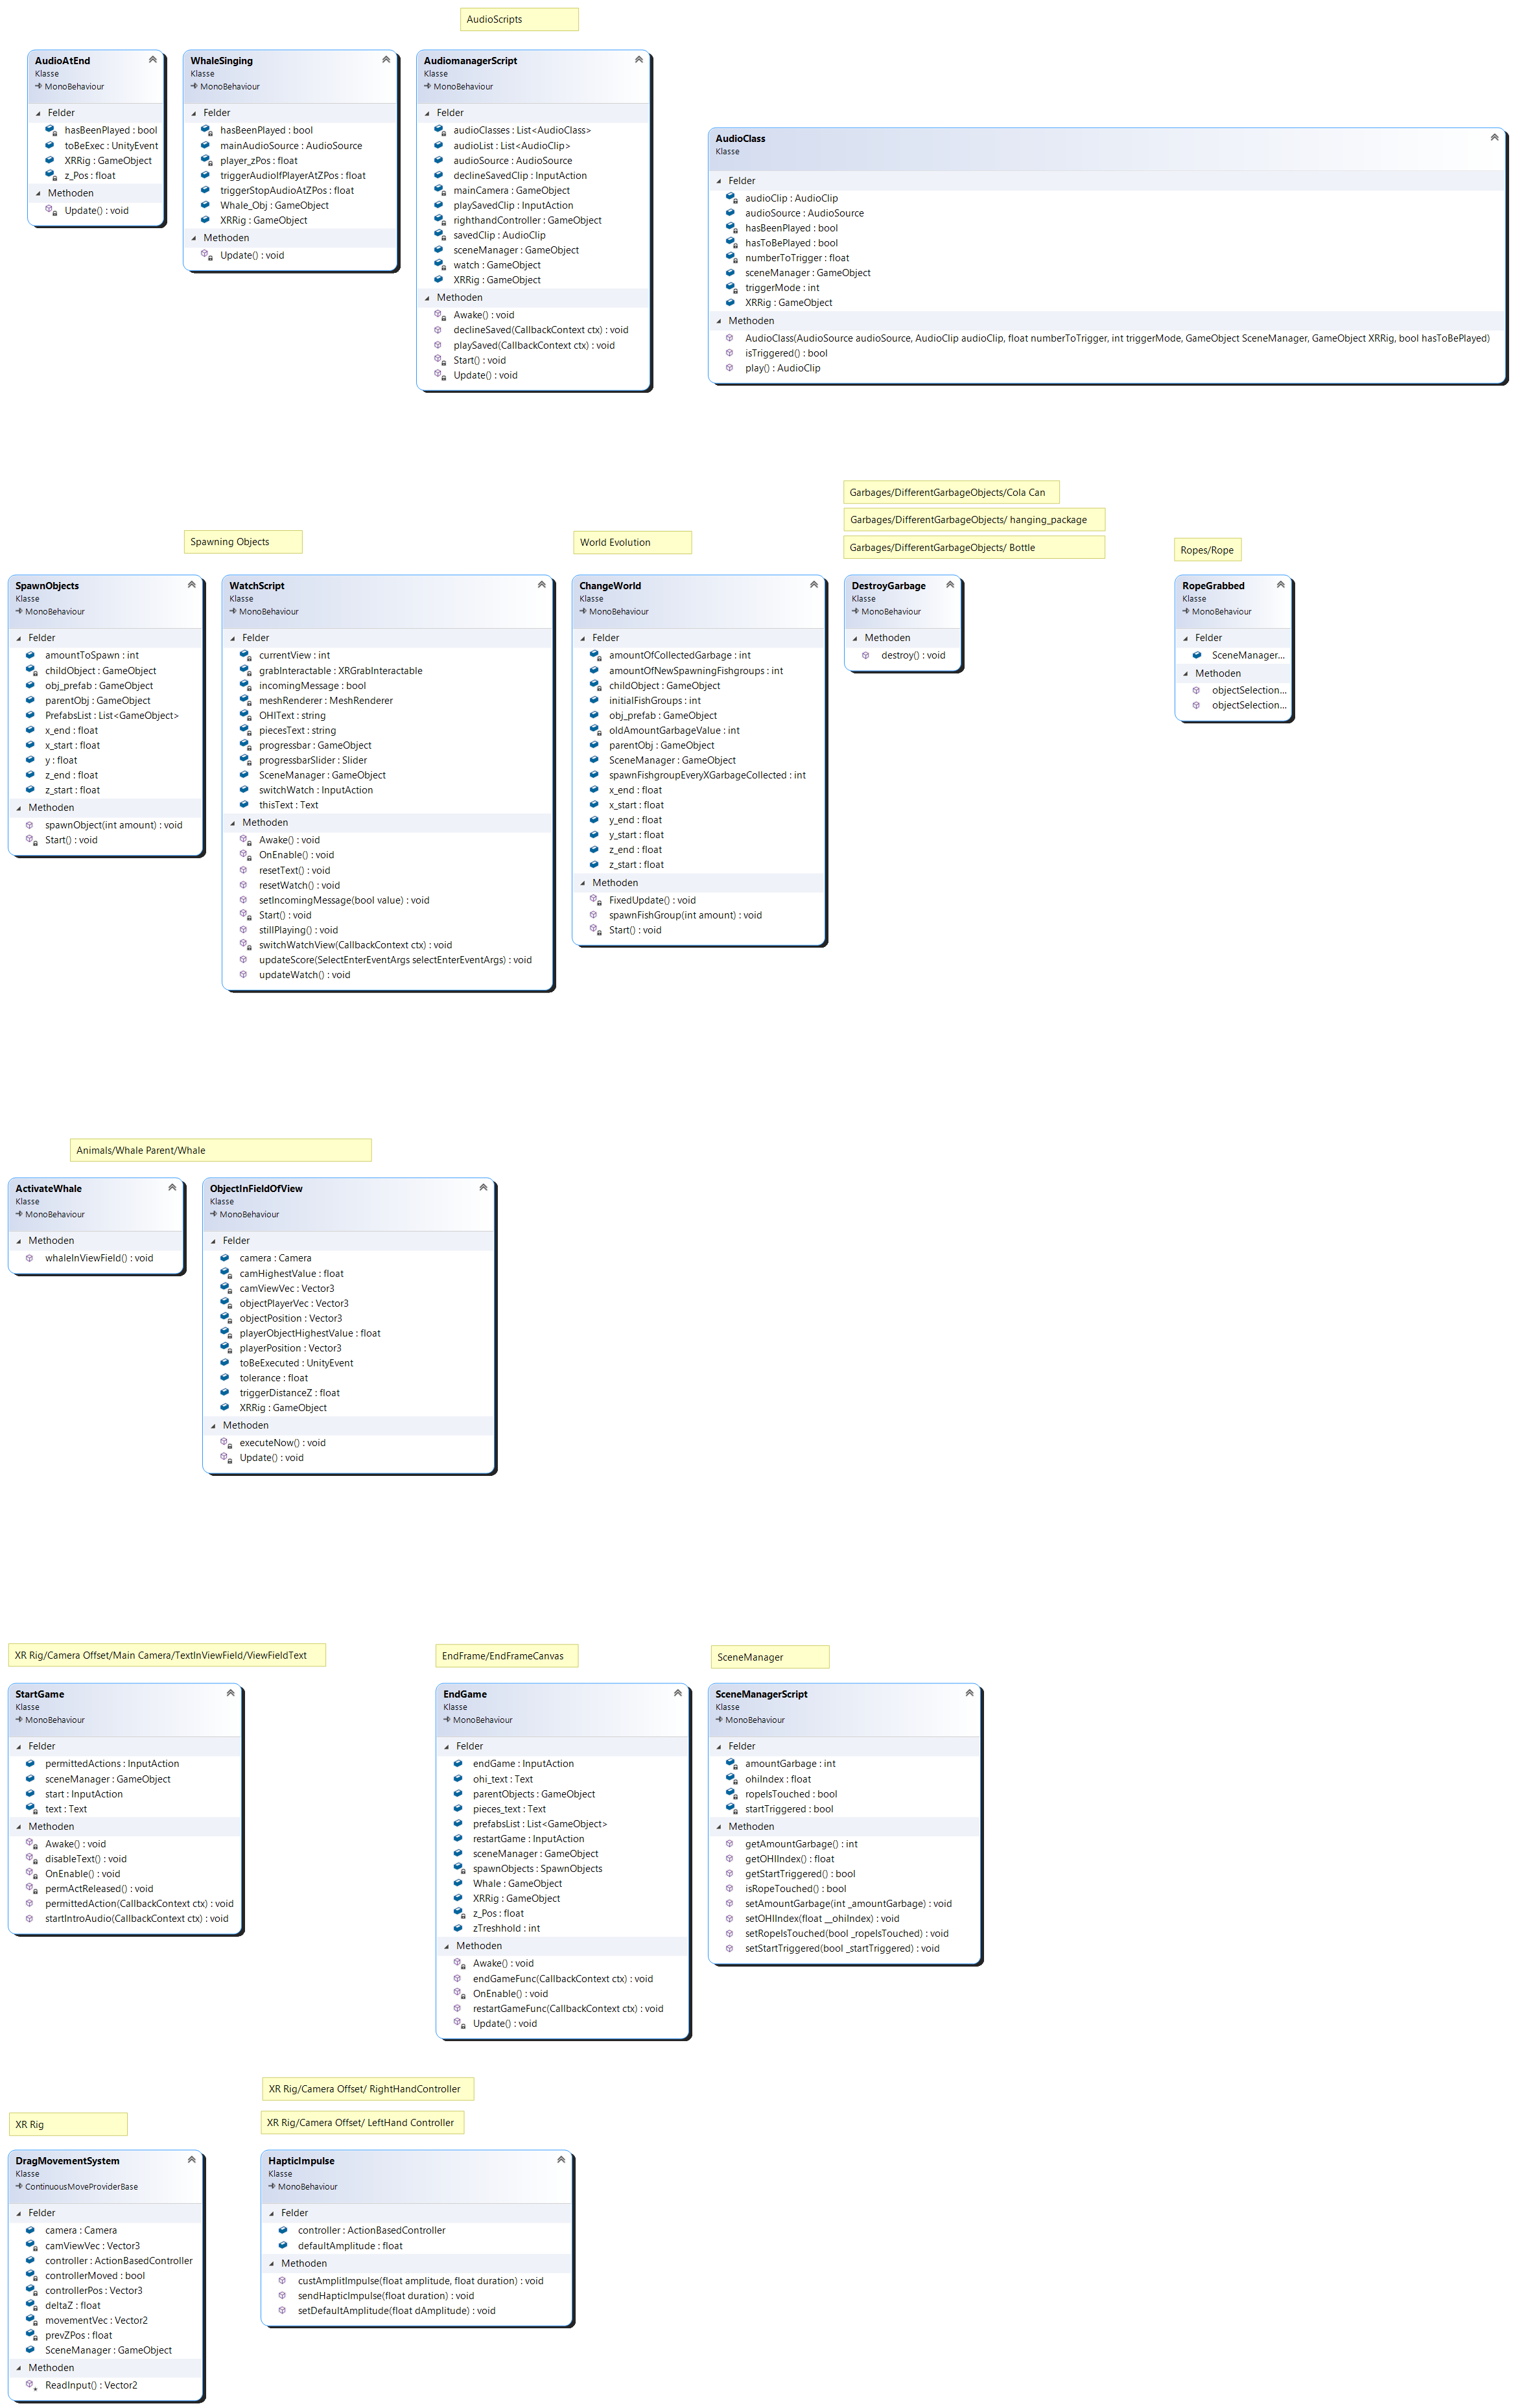 AudioScripts
AudioAtEnd
Klasse
MonoBehaviour
Felder
hasBeenPlayed : bool
toBeExec : UnityEvent
XRRig : GameObject
z_Pos : float
Methoden
Update() : void
WhaleSinging
Klasse
MonoBehaviour
Felder
hasBeenPlayed : bool
mainAudioSource : AudioSource
player_zPos : float
triggerAudioIfPlayerAtZPos : float
triggerStopAudioAtZPos : float
Whale_Obj : GameObject
XRRig : GameObject
Methoden
Update() : void
AudiomanagerScript
Klasse
MonoBehaviour
Felder
audioClasses : List<AudioClass>
audioList : List<AudioClip>
audioSource : AudioSource
declineSavedClip : InputAction
mainCamera : GameObject
playSavedClip : InputAction
righthandController : GameObject
savedClip : AudioClip
sceneManager : GameObject
watch : GameObject
XRRig : GameObject
Methoden
Awake() : void
declineSaved(CallbackContext ctx) : void
playSaved(CallbackContext ctx) : void
Start() : void
Update() : void
AudioClass
Klasse
Felder
audioClip : AudioClip
audioSource : AudioSource
hasBeenPlayed : bool
hasToBePlayed : bool
numberToTrigger : float
sceneManager : GameObject
triggerMode : int
XRRig : GameObject
Methoden
AudioClass(AudioSource audioSource, AudioClip audioClip, float numberToTrigger, int triggerMode, GameObject SceneManager, GameObject XRRig, bool hasToBePlayed)
isTriggered() : bool
play() : AudioClip
Spawning Objects
SpawnObjects
Klasse
MonoBehaviour
Felder
amountToSpawn : int
childObject : GameObject
obj_prefab : GameObject
parentObj : GameObject
PrefabsList : List<GameObject>
x_end : float
x_start : float
y : float
z_end : float
z_start : float
Methoden
spawnObject(int amount) : void
Start() : void
WatchScript
Klasse
MonoBehaviour
Felder
currentView : int
grabInteractable : XRGrabInteractable
incomingMessage : bool
meshRenderer : MeshRenderer
OHIText : string
piecesText : string
progressbar : GameObject
progressbarSlider : Slider
SceneManager : GameObject
switchWatch : InputAction
thisText : Text
Methoden
Awake() : void
OnEnable() : void
resetText() : void
resetWatch() : void
setIncomingMessage(bool value) : void
Start() : void
stillPlaying() : void
switchWatchView(CallbackContext ctx) : void
updateScore(SelectEnterEventArgs selectEnterEventArgs) : void
updateWatch() : void
World Evolution
ChangeWorld
Klasse
MonoBehaviour
Felder
amountOfCollectedGarbage : int
amountOfNewSpawningFishgroups : int
childObject : GameObject
initialFishGroups : int
obj_prefab : GameObject
oldAmountGarbageValue : int
parentObj : GameObject
SceneManager : GameObject
spawnFishgroupEveryXGarbageCollected : int
x_end : float
x_start : float
y_end : float
y_start : float
z_end : float
z_start : float
Methoden
FixedUpdate() : void
spawnFishGroup(int amount) : void
Start() : void
Garbages/DifferentGarbageObjects/Cola Can
Garbages/DifferentGarbageObjects/ hanging_package
Garbages/DifferentGarbageObjects/ Bottle
DestroyGarbage
Klasse
MonoBehaviour
Methoden
destroy() : void
Ropes/Rope
RopeGrabbed
Klasse
MonoBehaviour
Felder
SceneManager...
Methoden
objectSelection...
objectSelection...
Animals/Whale Parent/Whale
ActivateWhale
Klasse
MonoBehaviour
Methoden
whaleInViewField() : void
ObjectInFieldOfView
Klasse
MonoBehaviour
Felder
camera : Camera
camHighestValue : float
camViewVec : Vector3
objectPlayerVec : Vector3
objectPosition : Vector3
playerObjectHighestValue : float
playerPosition : Vector3
toBeExecuted : UnityEvent
tolerance : float
triggerDistanceZ : float
XRRig : GameObject
Methoden
executeNow() : void
Update() : void
XR Rig/Camera Offset/Main Camera/TextInViewField/ViewFieldText
StartGame
Klasse
MonoBehaviour
Felder
permittedActions : InputAction
sceneManager : GameObject
start : InputAction
text : Text
Methoden
Awake() : void
disableText() : void
OnEnable() : void
permActReleased() : void
permittedAction(CallbackContext ctx) : void
startIntroAudio(CallbackContext ctx) : void
EndFrame/EndFrameCanvas
EndGame
Klasse
MonoBehaviour
Felder
endGame : InputAction
ohi_text : Text
parentObjects : GameObject
pieces_text : Text
prefabsList : List<GameObject>
restartGame : InputAction
sceneManager : GameObject
spawnObjects : SpawnObjects
Whale : GameObject
XRRig : GameObject
z_Pos : float
zTreshhold : int
Methoden
Awake() : void
endGameFunc(CallbackContext ctx) : void
OnEnable() : void
restartGameFunc(CallbackContext ctx) : void
Update() : void
SceneManager
SceneManagerScript
Klasse
MonoBehaviour
Felder
amountGarbage : int
ohiIndex : float
ropeIsTouched : bool
startTriggered : bool
Methoden
getAmountGarbage() : int
getOHIIndex() : float
getStartTriggered() : bool
isRopeTouched() : bool
setAmountGarbage(int _amountGarbage) : void
setOHIIndex(float __ohiIndex) : void
setRopeIsTouched(bool _ropeIsTouched) : void
setStartTriggered(bool _startTriggered) : void
XR Rig
DragMovementSystem
Klasse
ContinuousMoveProviderBase
Felder
camera : Camera
camViewVec : Vector3
controller : ActionBasedController
controllerMoved : bool
controllerPos : Vector3
deltaZ : float
movementVec : Vector2
prevZPos : float
SceneManager : GameObject
Methoden
ReadInput() : Vector2
XR Rig/Camera Offset/ RightHandController
XR Rig/Camera Offset/ LeftHand Controller
HapticImpulse
Klasse
MonoBehaviour
Felder
controller : ActionBasedController
defaultAmplitude : float
Methoden
custAmplitImpulse(float amplitude, float duration) : void
sendHapticImpulse(float duration) : void
setDefaultAmplitude(float dAmplitude) : void